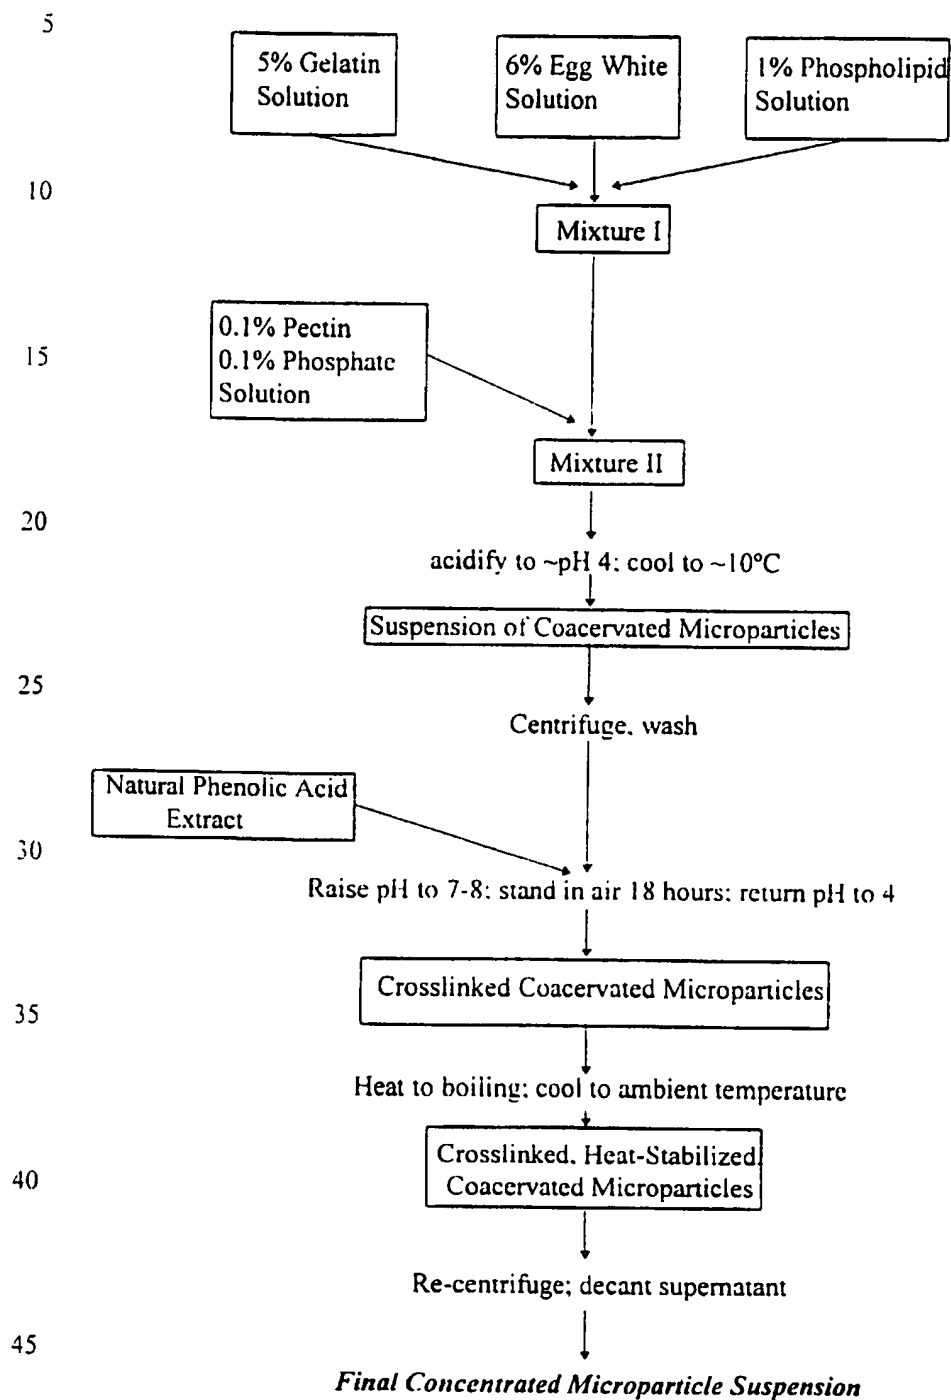 5
5% Gelatin
Solution
6% Egg White
Solution
1% Phospholipid
Solution
10
Mixture I
0.1% Pectin
15
0.1% Phosphate
Solution
Mixture II
20
acidify to ~pH 4; cool to ~10°C
Suspension of Coacervated Microparticles
25
Centrifuge, wash
Natural Phenolic Acid
Extract
30
Raise pH to 7-8; stand in air 18 hours; return pH to 4
Crosslinked Coacervated Microparticles
35
Heat to boiling; cool to ambient temperature
Crosslinked, Heat-Stabilized,
40
Coacervated Microparticles
Re-centrifuge; decant supernatant
45
Final Concentrated Microparticle Suspension